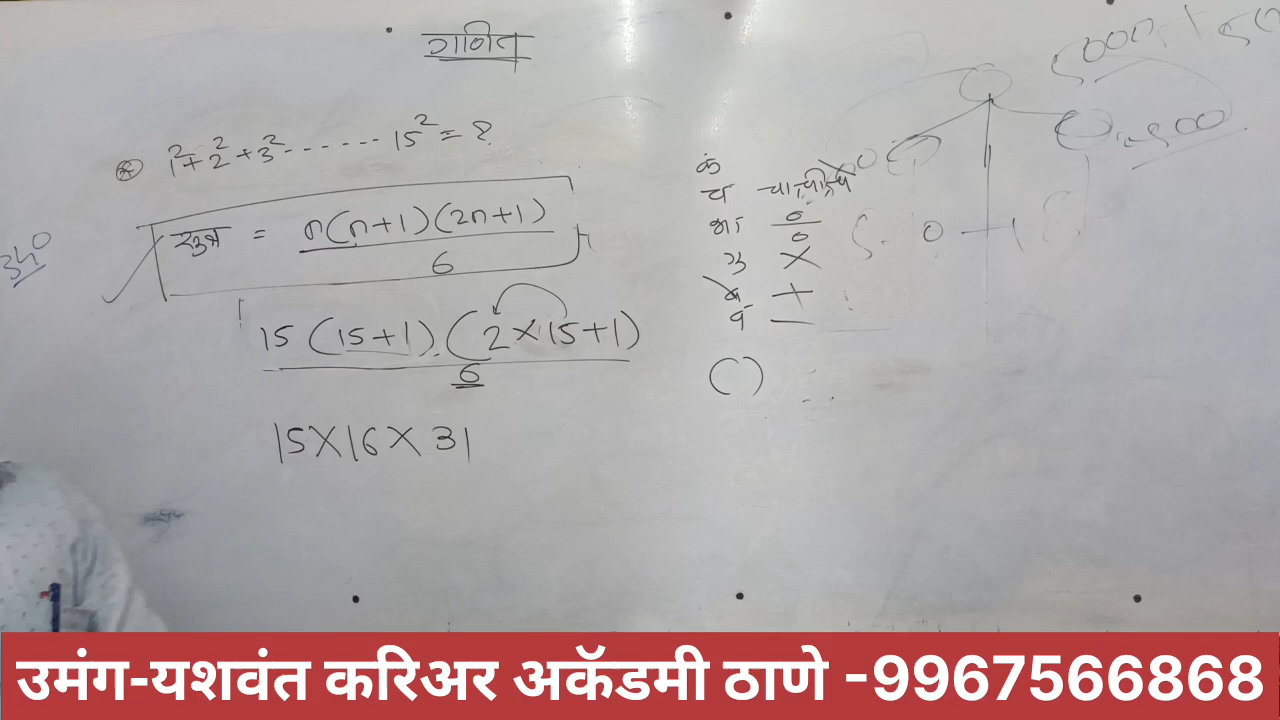 गणित
1²+2²+3²------15² = ?
सूत्र = n(n+1)(2n+1)
6
15 (15+1).(2×15+1)
6
15×16×31
कं
च
भा ÷
गु ×
ब +
व —
()
उमंग-यशवंत करिअर अकॅडमी ठाणे -9967566868